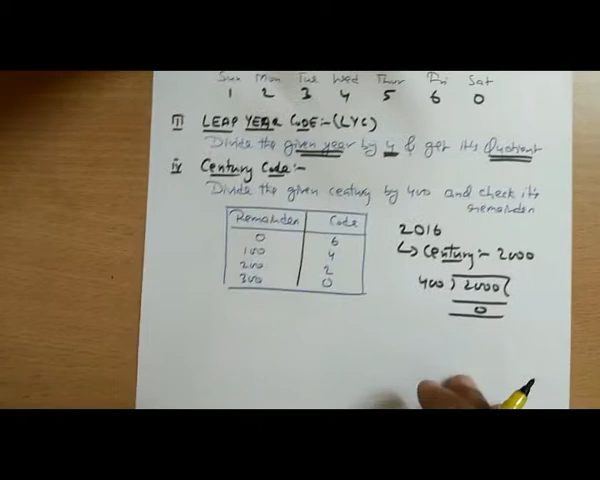 Sun Mon Tue Wed Thur Fri Sat
1 2 3 4 5 6 0
iii LEAP YEAR CODE:-(LYC)
Divide the given year by 4 & get it's Quotient
iv Century Code:-
Divide the given century by 400 and check it's
remainder
Remainder Code
0 6
100 4
200 2
300 0
2016
↳ Century:- 2000
400 ) 2000 (
0